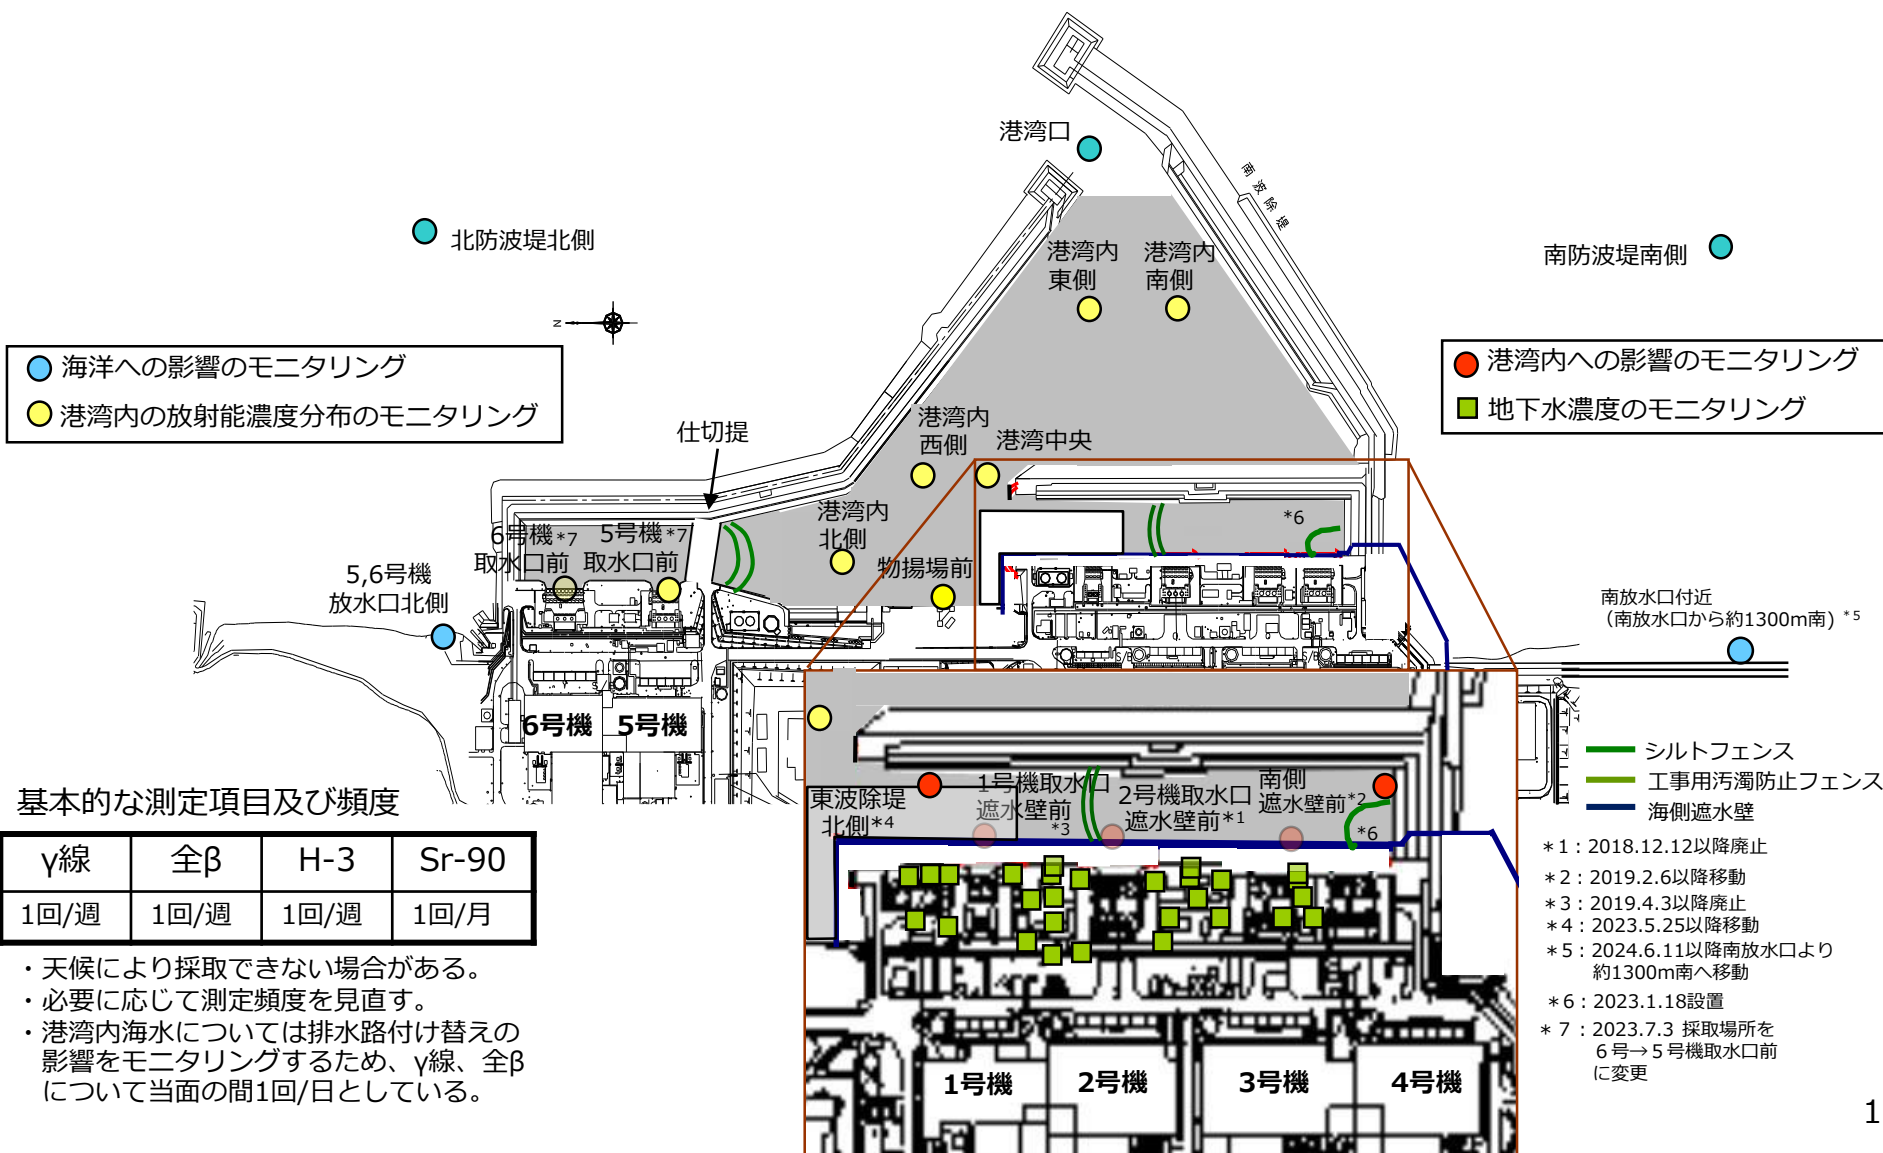 港湾口
南波除堤
北防波堤北側
南防波堤南側
港湾内
東側
港湾内
南側
N
海洋への影響のモニタリング
港湾内の放射能濃度分布のモニタリング
港湾内への影響のモニタリング
地下水濃度のモニタリング
仕切提
港湾内
西側
港湾中央
港湾内
北側
物揚場前
6号機*7
取水口前
5号機*7
取水口前
5,6号機
放水口北側
*6
南放水口付近
(南放水口から約1300m南) *5
S/B
S/B
S/B
6号機
5号機
シルトフェンス
工事用汚濁防止フェンス
海側遮水壁
東波除堤
北側*4
1号機取水口
遮水壁前
*3
2号機取水口
遮水壁前*1
南側
遮水壁前*2
*6
1号機
2号機
3号機
4号機
基本的な測定項目及び頻度
γ線 全β H-3 Sr-90
1回/週 1回/週 1回/週 1回/月
・天候により採取できない場合がある。
・必要に応じて測定頻度を見直す。
・港湾内海水については排水路付け替えの
影響をモニタリングするため、γ線、全β
について当面の間1回/日としている。
*1：2018.12.12以降廃止
*2：2019.2.6以降移動
*3：2019.4.3以降廃止
*4：2023.5.25以降移動
*5：2024.6.11以降南放水口より
約1300m南へ移動
*6：2023.1.18設置
*7：2023.7.3 採取場所を
6号→5号機取水口前
に変更
1